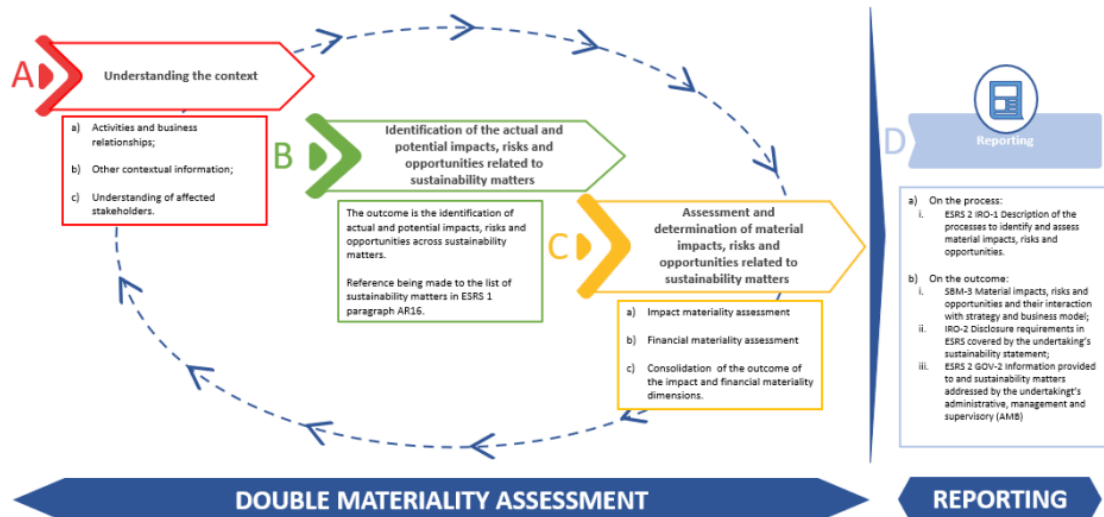 A
Understanding the context
a) Activities and business
relationships;
b) Other contextual information;
c) Understanding of affected
stakeholders.
B
Identification of the actual and
potential impacts, risks and
opportunities related to
sustainability matters
The outcome is the identification of
actual and potential impacts, risks and
opportunities across sustainability
matters.
Reference being made to the list of
sustainability matters in ESRS 1
paragraph AR16.
C
Assessment and
determination of material
impacts, risks and
opportunities related to
sustainability matters
a) Impact materiality assessment
b) Financial materiality assessment
c) Consolidation of the outcome of
the impact and financial materiality
dimensions.
D
Reporting
a) On the process:
i. ESRS 2 IRO-1 Description of the
processes to identify and assess
material impacts, risks and
opportunities.
b) On the outcome:
i. SBM-3 Material impacts, risks and
opportunities and their interaction
with strategy and business model;
ii. IRO-2 Disclosure requirements in
ESRS covered by the undertaking's
sustainability statement;
iii. ESRS 2 GOV-2 Information provided
to and sustainability matters
addressed by the undertakingt's
administrative, management and
supervisory (AMB)
DOUBLE MATERIALITY ASSESSMENT
REPORTING